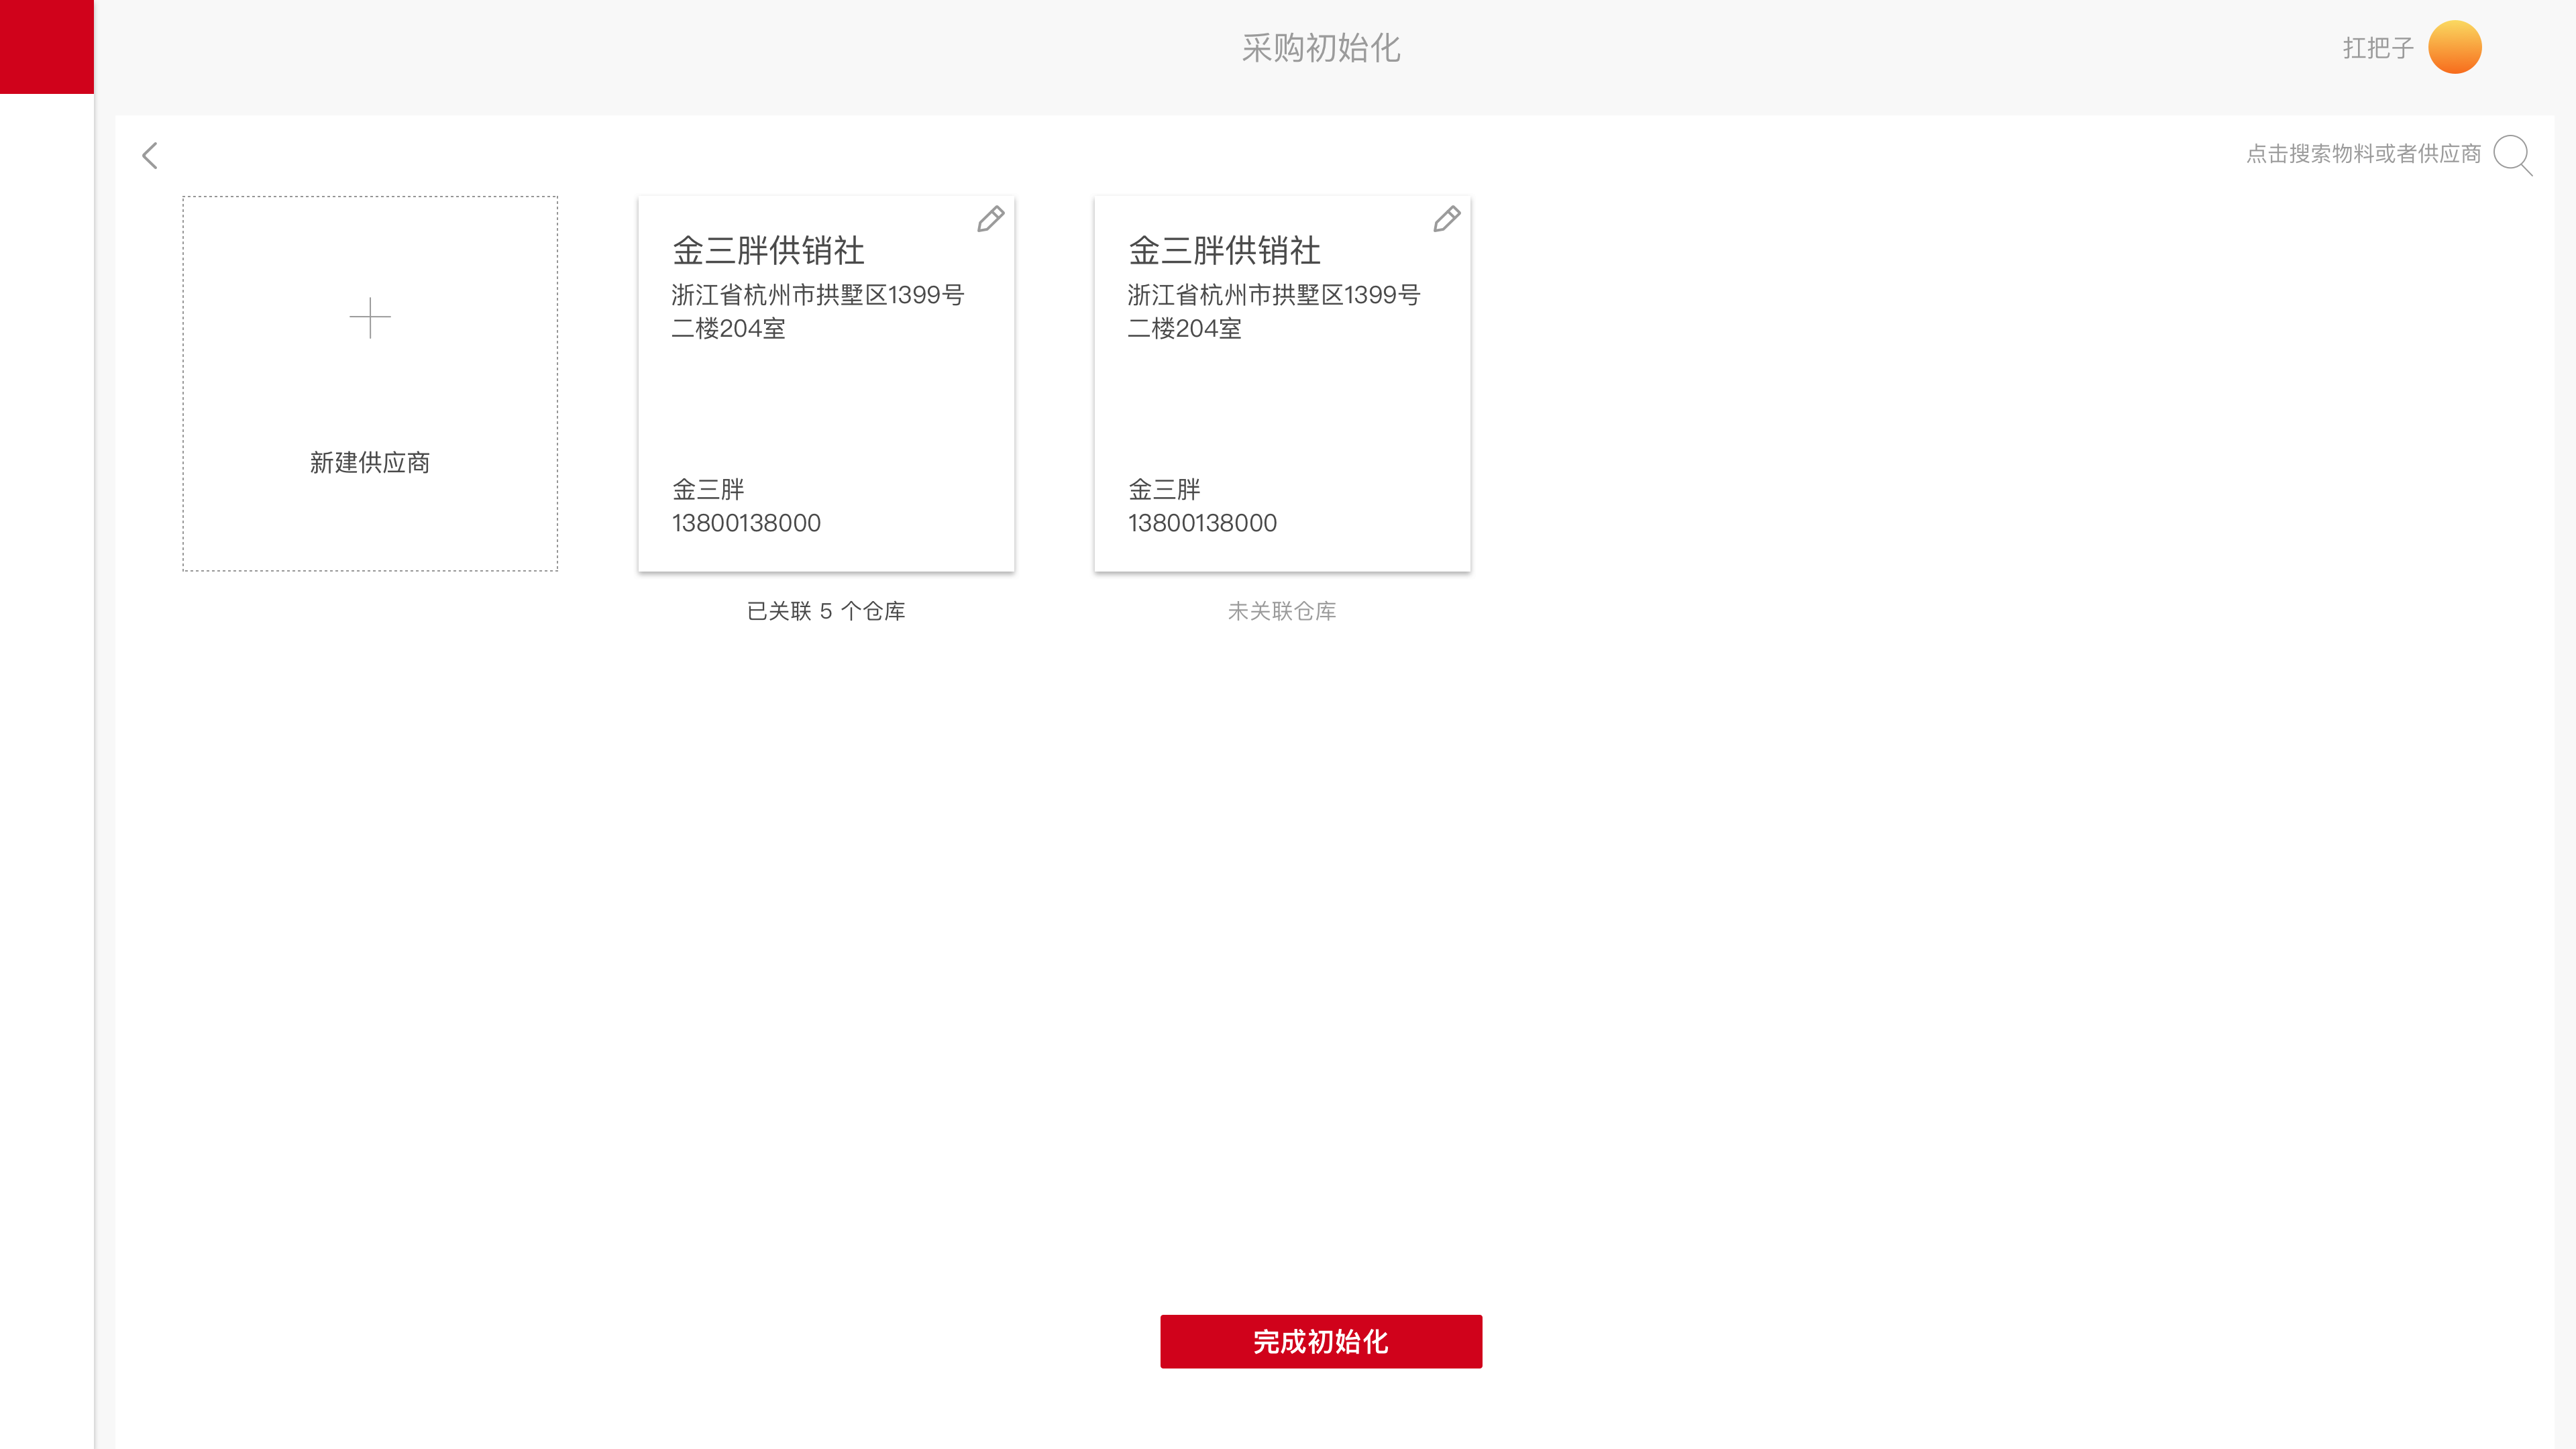 采购初始化
扛把子
点击搜索物料或者供应商
新建供应商
金三胖供销社
浙江省杭州市拱墅区1399号
二楼204室
金三胖
13800138000
已关联 5 个仓库
金三胖供销社
浙江省杭州市拱墅区1399号
二楼204室
金三胖
13800138000
未关联仓库
完成初始化